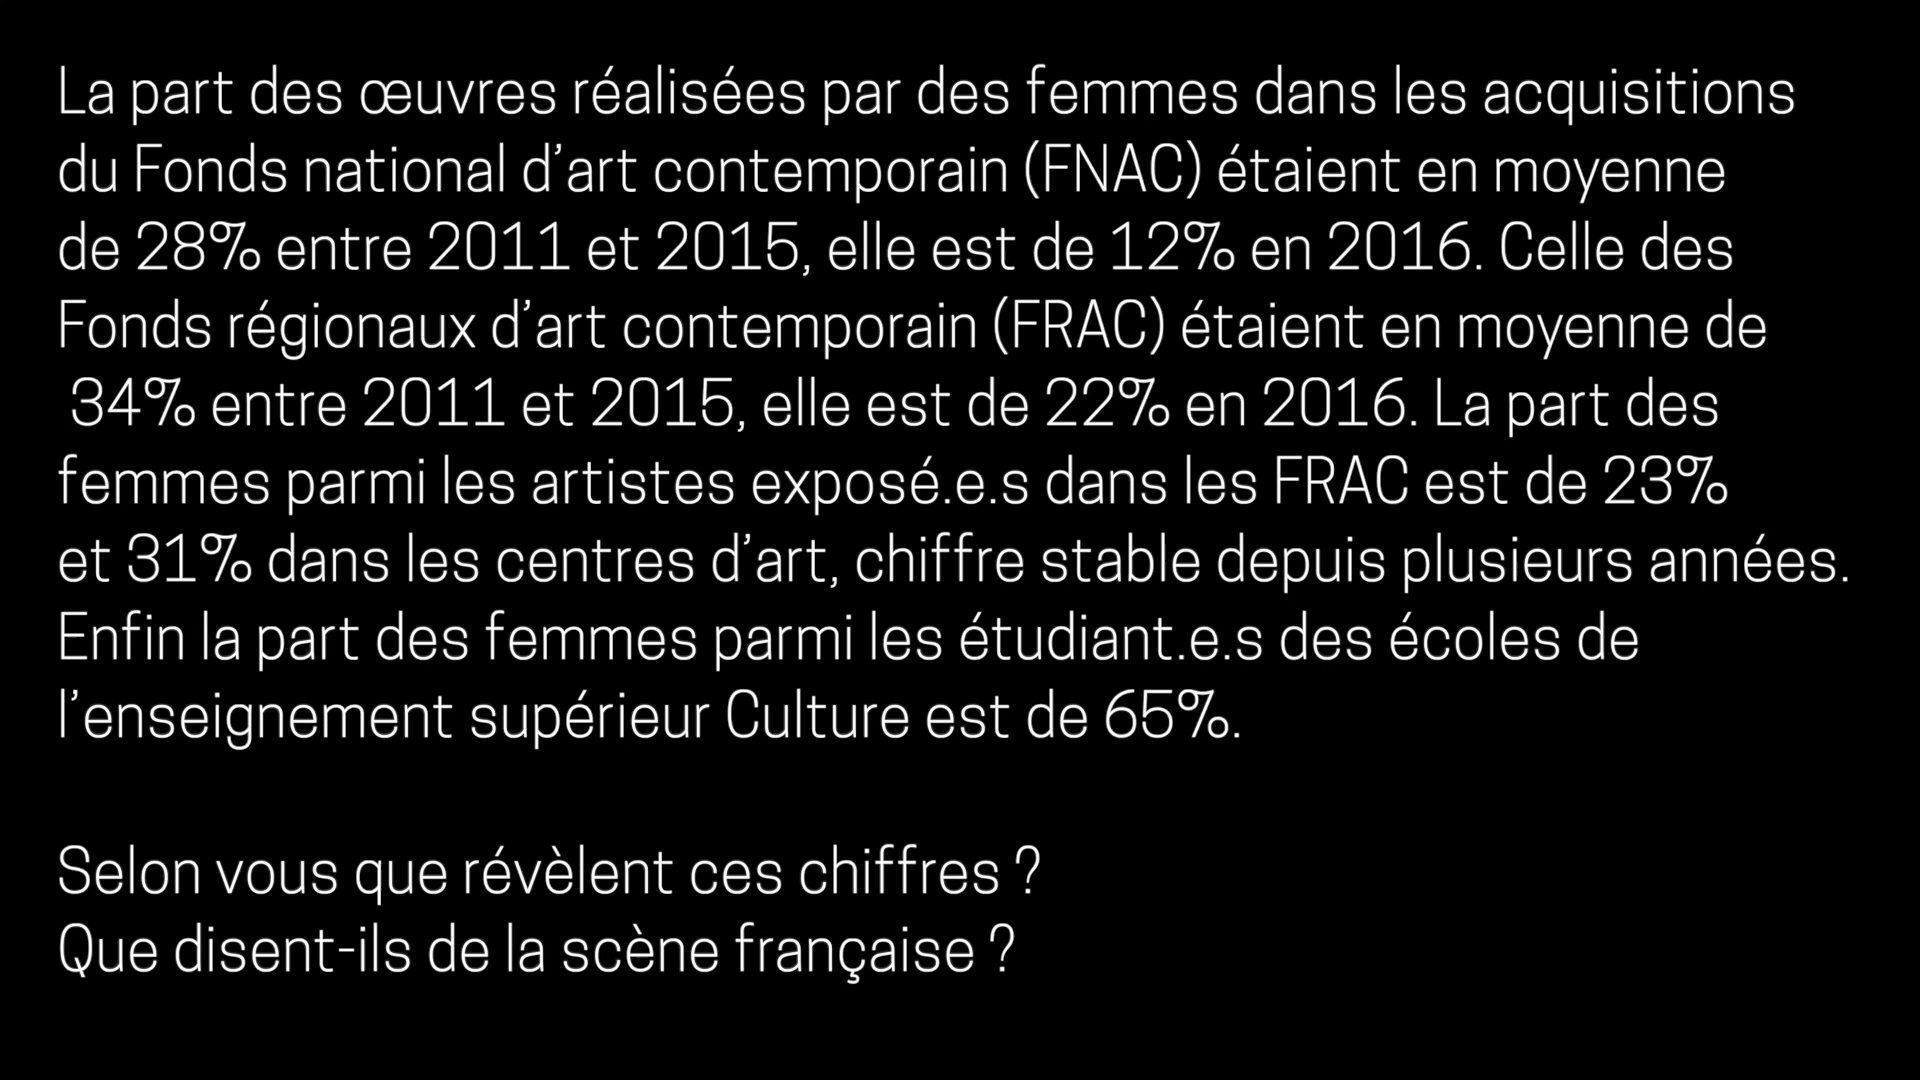 La part des œuvres réalisées par des femmes dans les acquisitions
du Fonds national d’art contemporain (FNAC) étaient en moyenne
de 28% entre 2011 et 2015, elle est de 12% en 2016. Celle des
Fonds régionaux d’art contemporain (FRAC) étaient en moyenne de
34% entre 2011 et 2015, elle est de 22% en 2016. La part des
femmes parmi les artistes exposé.e.s dans les FRAC est de 23%
et 31% dans les centres d’art, chiffre stable depuis plusieurs années.
Enfin la part des femmes parmi les étudiant.e.s des écoles de
l’enseignement supérieur Culture est de 65%.
Selon vous que révèlent ces chiffres ?
Que disent-ils de la scène française ?